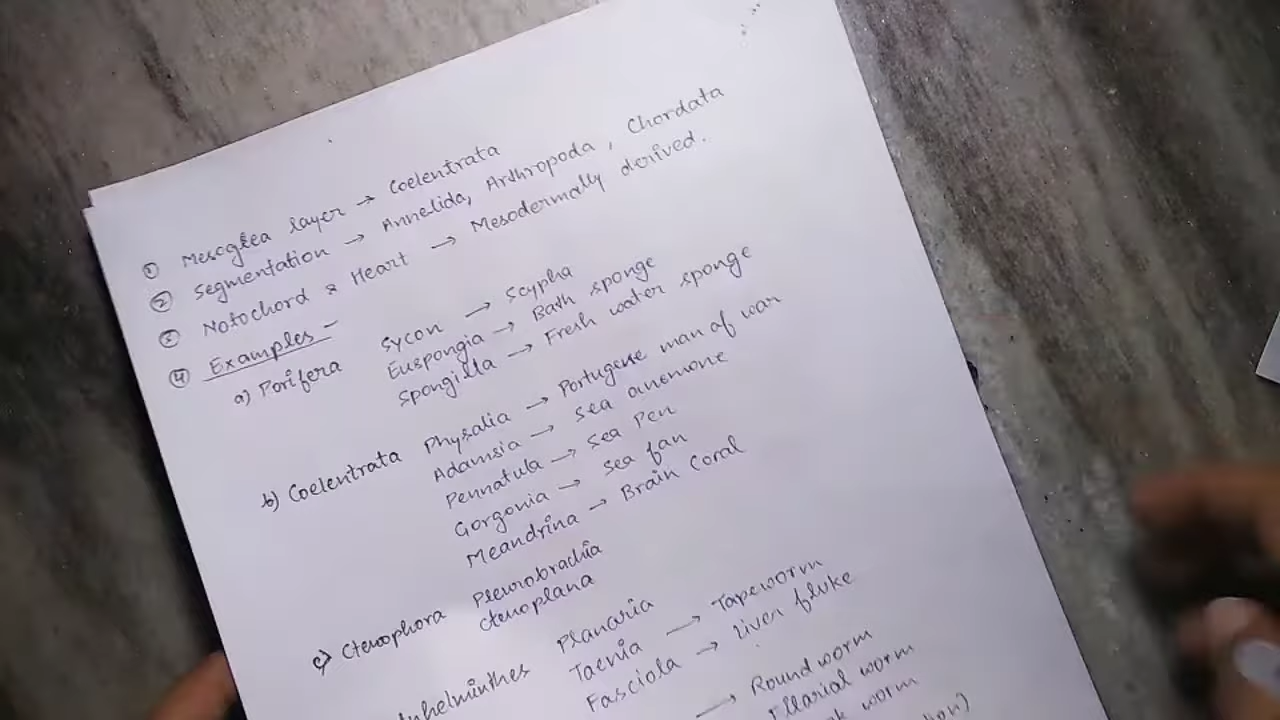 ① Mesoglea layer → Coelentrata
② Segmentation → Annelida, Arthropoda, Chordata
③ Notochord & Heart → Mesodermally derived.
④ Examples -
a) Porifera Sycon → Scypha
Euspongia → Bath sponge
Spongilla → Fresh water sponge
b) Coelentrata Physalia → Portugese man of war
Adamsia → Sea anemone
Pennatula → Sea Pen
Gorgonia → Sea fan
Meandrina → Brain Coral
c) Ctenophora Pleurobrachia
Ctenoplana
Planaria
Taenia → Tapeworm
Fasciola → Liver fluke
→ Roundworm
worm
worm